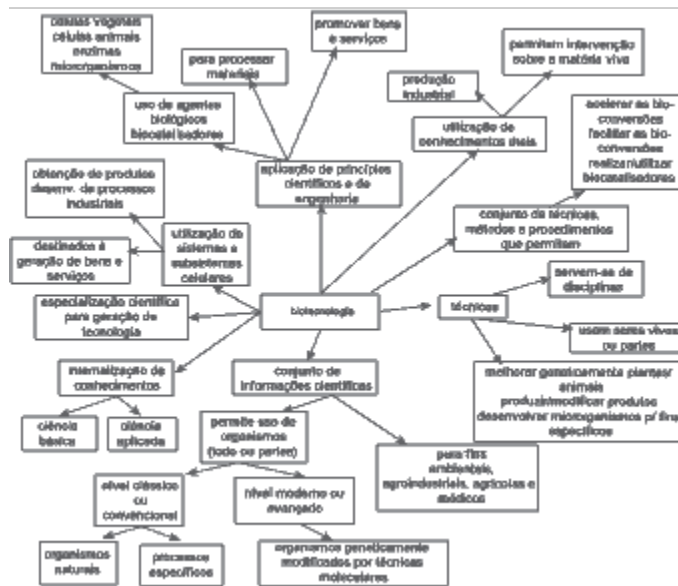 células vegetais
células animais
enzimas
microrganismos
promover bens
e serviços
para processar
materiais
uso de agentes
biológicos
biocatalisadores
aplicação de princípios
científicos e de
engenharia
permitem intervenção
sobre a matéria viva
produção
industrial
utilização de
conhecimentos
acelerar as bio-
conversões
facilitar as bio-
conversões
realizar/utilizar
biocatalisadores
conjunto de técnicas,
métodos e procedimentos
que permitem
obtenção de produtos
desenv. de processos
industriais
destinados à
geração de bens e
serviços
utilização de
sistemas e
subsistemas
celulares
especialização científica
para geração de
tecnologia
biotecnologia
servem-se de
disciplinas
técnicas
usam seres vivos
ou partes
melhorar geneticamente plantas/
animais
produzir/modificar produtos
desenvolver microrganismos p/ fins
específicos
internalização de
conhecimentos
ciência
básica
ciência
aplicada
conjunto de
informações científicas
permite uso de
organismos
(todo ou partes)
para fins
ambientais,
agroindustriais, agrícolas e
médicos
nível clássico
ou
convencional
nível moderno ou
avançado
organismos
naturais
processos
específicos
organismos geneticamente
modificados por técnicas
moleculares